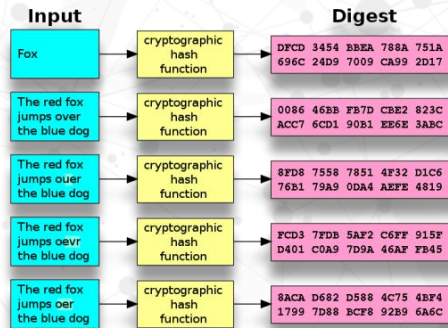 Input
Digest
Fox
cryptographic
hash
function
DFCD 3454 BBEA 788A 751A
696C 24D9 7009 CA99 2D17
The red fox
jumps over
the blue dog
cryptographic
hash
function
0086 46BB FB7D CBE2 823C
ACC7 6CD1 90B1 EE6E 3ABC
The red fox
jumps ouer
the blue dog
cryptographic
hash
function
8FD8 7558 7851 4F32 D1C6
76B1 79A9 0DA4 AEFE 4819
The red fox
jumps oevr
the blue dog
cryptographic
hash
function
FCD3 7FDB 5AF2 C6FF 915F
D401 C0A9 7D9A 46AF FB45
The red fox
jumps oer
the blue dog
cryptographic
hash
function
8ACA D682 D588 4C75 4BF4
1799 7D88 BCF8 92B9 6A6C